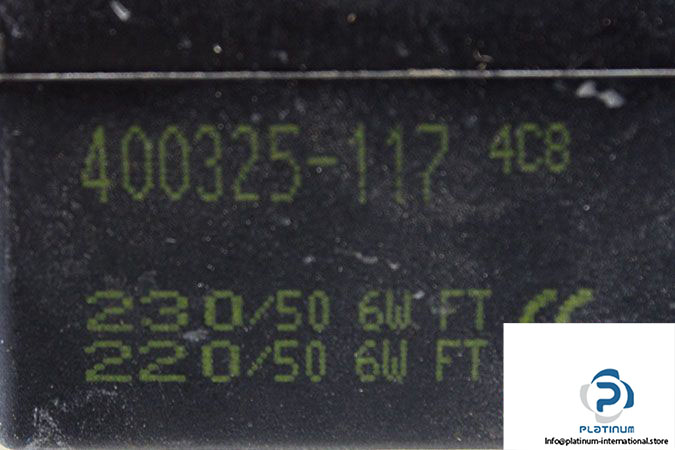 400325-117 4C8
230/50 6W FT
220/50 6W FT
PLATINUM
Info@platinum-international.store